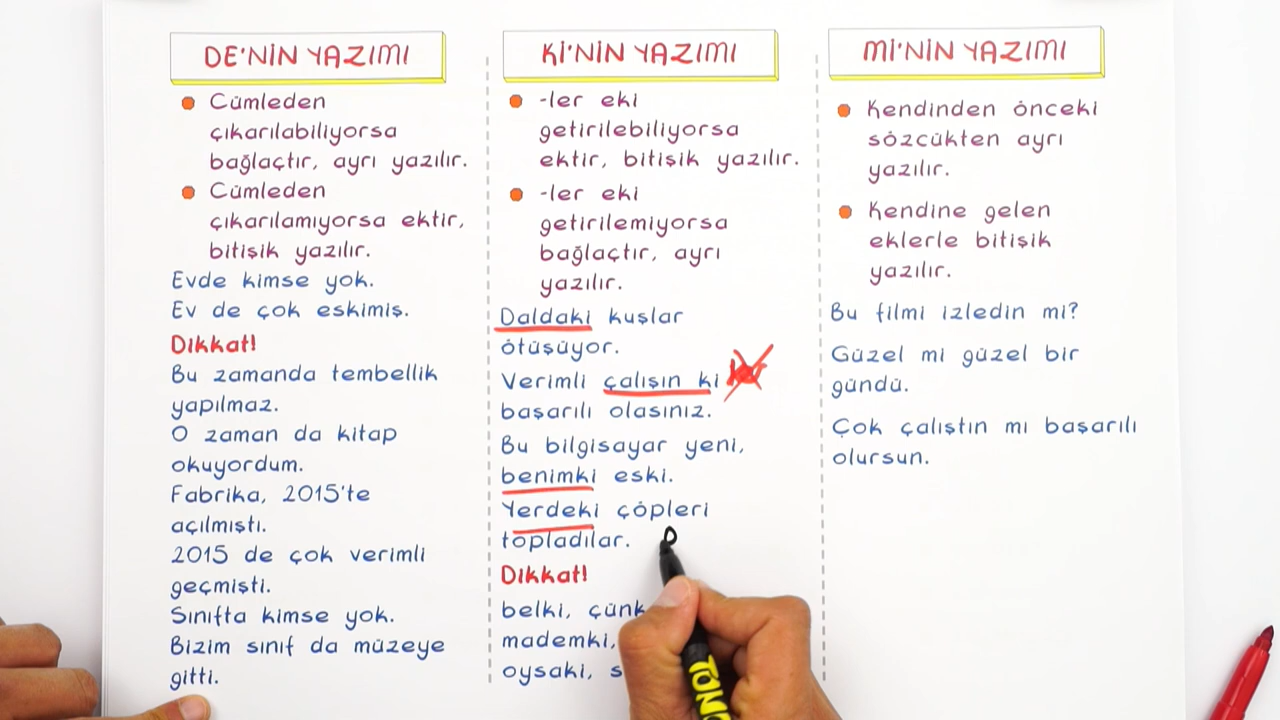 DE'NİN YAZIMI
Cümleden
çıkarılabiliyorsa
bağlaçtır, ayrı yazılır.
Cümleden
çıkarılamıyorsa ektir,
bitişik yazılır.
Evde kimse yok.
Ev de çok eskimiş.
Dikkat!
Bu zamanda tembellik
yapılmaz.
O zaman da kitap
okuyordum.
Fabrika, 2015'te
açılmıştı.
2015 de çok verimli
geçmişti.
Sınıfta kimse yok.
Bizim sınıf da müzeye
gitti.
Kİ'NİN YAZIMI
-ler eki
getirilebiliyorsa
ektir, bitişik yazılır.
-ler eki
getirilemiyorsa
bağlaçtır, ayrı
yazılır.
Daldaki kuşlar
ötüşüyor.
Verimli çalışın ki
başarılı olasınız.
Bu bilgisayar yeni,
benimki eski.
Yerdeki çöpleri
topladılar.
Dikkat!
belki,
mademki,
oysaki,
Mİ'NİN YAZIMI
Kendinden önceki
sözcükten ayrı
yazılır.
Kendine gelen
eklerle bitişik
yazılır.
Bu filmi izledin mi?
Güzel mi güzel bir
gündü.
Çok çalıştın mı başarılı
olursun.